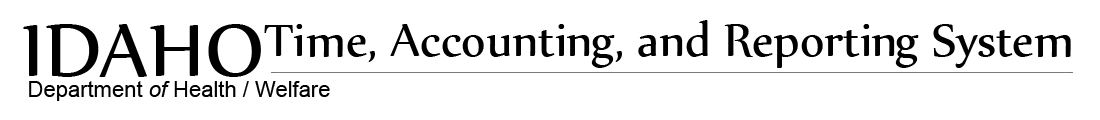 IDAHO Time, Accounting, and Reporting System
Department of Health / Welfare